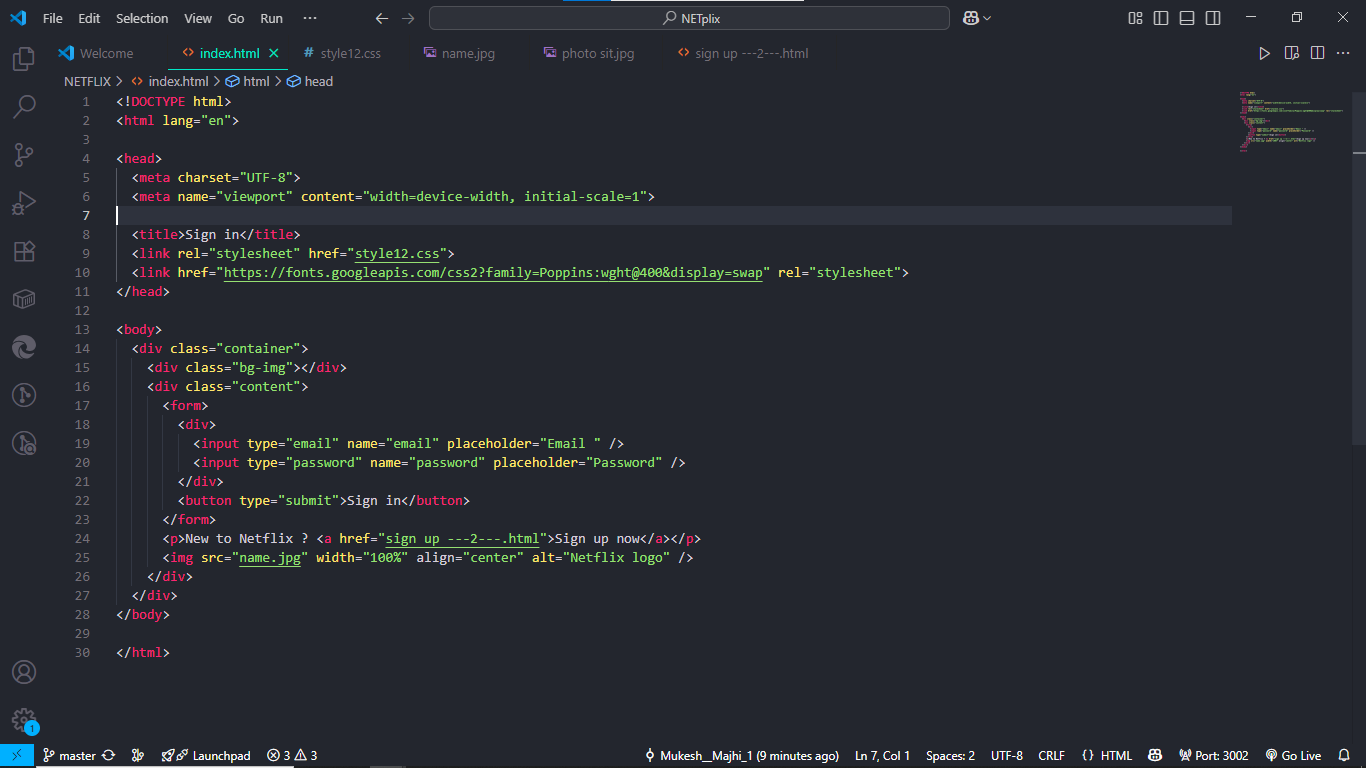 File Edit Selection View Go Run ··· NETplix
Welcome index.html style12.css name.jpg photo sit.jpg sign up ---2---.html
NETFLIX > index.html > html > head
1 <!DOCTYPE html>
2 <html lang="en">
3
4 <head>
5 <meta charset="UTF-8">
6 <meta name="viewport" content="width=device-width, initial-scale=1">
7
8 <title>Sign in</title>
9 <link rel="stylesheet" href="style12.css">
10 <link href="https://fonts.googleapis.com/css2?family=Poppins:wght@400&display=swap" rel="stylesheet">
11 </head>
12
13 <body>
14 <div class="container">
15 <div class="bg-img"></div>
16 <div class="content">
17 <form>
18 <div>
19 <input type="email" name="email" placeholder="Email " />
20 <input type="password" name="password" placeholder="Password" />
21 </div>
22 <button type="submit">Sign in</button>
23 </form>
24 <p>New to Netflix ? <a href="sign up ---2---.html">Sign up now</a></p>
25 <img src="name.jpg" width="100%" align="center" alt="Netflix logo" />
26 </div>
27 </div>
28 </body>
29
30 </html>
1
master Launchpad 3 3 Mukesh__Majhi_1 (9 minutes ago) Ln 7, Col 1 Spaces: 2 UTF-8 CRLF {} HTML Port: 3002 Go Live